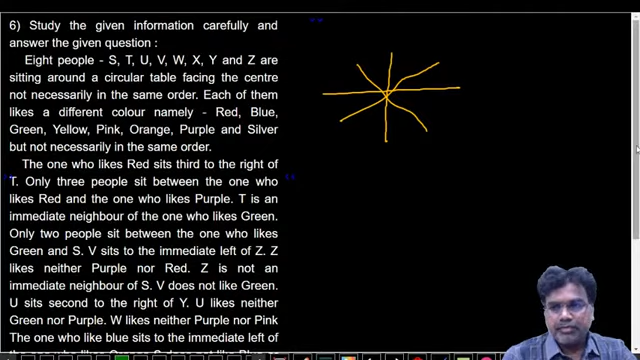 6) Study the given information carefully and
answer the given question :
Eight people - S, T, U, V, W, X, Y and Z are
sitting around a circular table facing the centre
not necessarily in the same order. Each of them
likes a different colour namely - Red, Blue,
Green, Yellow, Pink, Orange, Purple and Silver
but not necessarily in the same order.
The one who likes Red sits third to the right of
T. Only three people sit between the one who
likes Red and the one who likes Purple. T is an
immediate neighbour of the one who likes Green.
Only two people sit between the one who likes
Green and S. V sits to the immediate left of Z. Z
likes neither Purple nor Red. Z is not an
immediate neighbour of S. V does not like Green.
U sits second to the right of Y. U likes neither
Green nor Purple. W likes neither Purple nor Pink
The one who like blue sits to the immediate left of